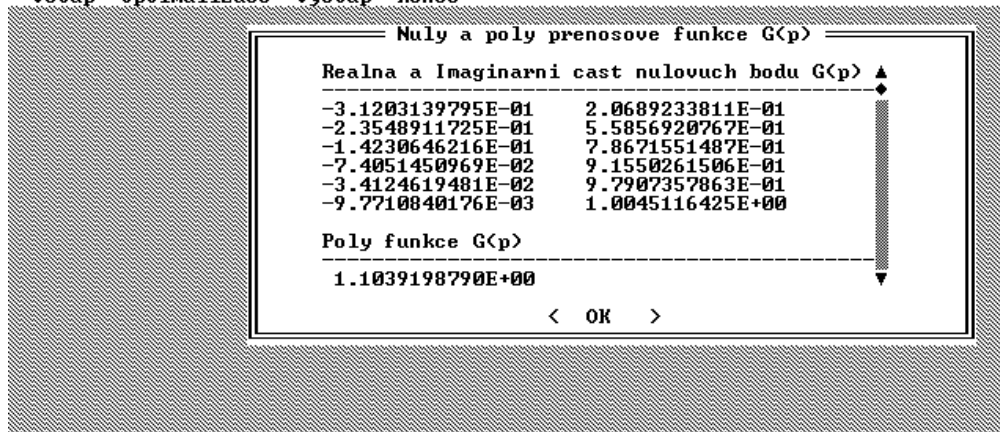 Nuly a poly prenosove funkce G(p)
Realna a Imaginarni cast nulovuch bodu G(p)
-3.1203139795E-01 2.0689233811E-01
-2.3548911725E-01 5.5856920767E-01
-1.4230646216E-01 7.8671551487E-01
-7.4051450969E-02 9.1550261506E-01
-3.4124619481E-02 9.7907357863E-01
-9.7710840176E-03 1.0045116425E+00
Poly funkce G(p)
1.1039198790E+00
< OK >